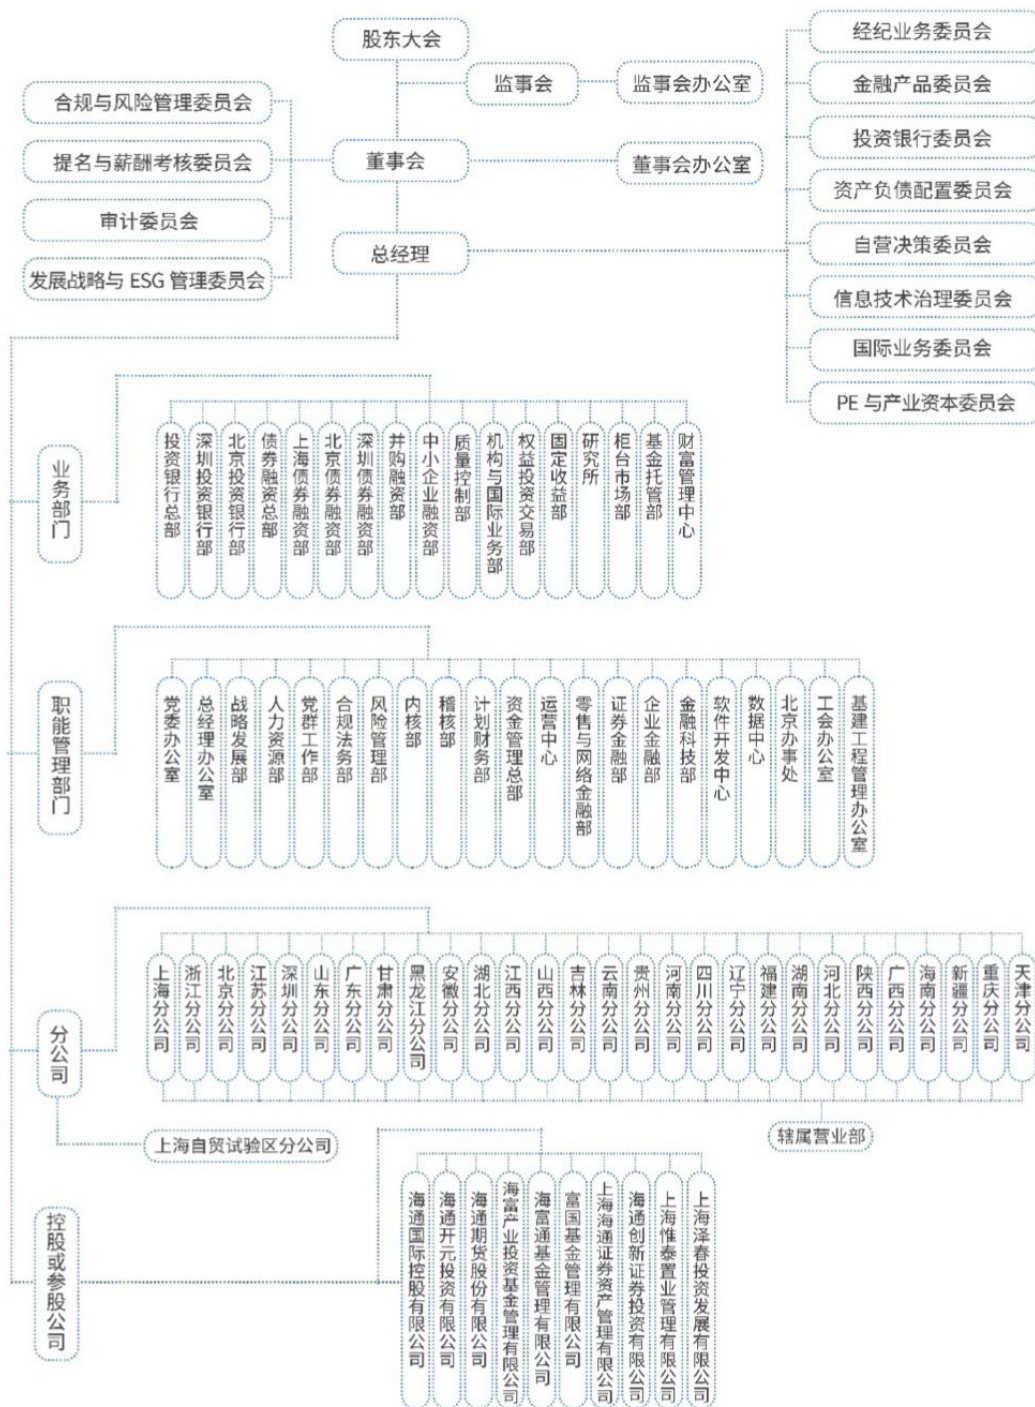 股东大会
监事会
监事会办公室
董事会
董事会办公室
总经理
合规与风险管理委员会
提名与薪酬考核委员会
审计委员会
发展战略与 ESG 管理委员会
经纪业务委员会
金融产品委员会
投资银行委员会
资产负债配置委员会
自营决策委员会
信息技术治理委员会
国际业务委员会
PE 与产业资本委员会
业务部门
投资银行总部
深圳投资银行部
北京投资银行部
债券融资总部
上海债券融资部
北京债券融资部
深圳债券融资部
并购融资部
中小企业融资部
质量控制部
机构与国际业务部
权益投资交易部
固定收益部
研究所
柜台市场部
基金托管部
财富管理中心
职能管理部门
党委办公室
总经理办公室
战略发展部
人力资源部
党群工作部
合规法务部
风险管理部
内核部
稽核部
计划财务部
资金管理总部
运营中心
零售与网络金融部
证券金融部
企业金融部
金融科技部
软件开发中心
数据中心
北京办事处
工会办公室
基建工程管理办公室
分公司
上海分公司
浙江分公司
北京分公司
江苏分公司
深圳分公司
山东分公司
广东分公司
甘肃分公司
黑龙江分公司
安徽分公司
湖北分公司
江西分公司
山西分公司
吉林分公司
云南分公司
贵州分公司
河南分公司
四川分公司
辽宁分公司
福建分公司
湖南分公司
河北分公司
陕西分公司
广西分公司
海南分公司
新疆分公司
重庆分公司
天津分公司
辖属营业部
上海自贸试验区分公司
控股或参股公司
海通国际控股有限公司
海通开元投资有限公司
海通期货股份有限公司
海富产业投资基金管理有限公司
海富通基金管理有限公司
富国基金管理有限公司
上海海通证券资产管理有限公司
海通创新证券投资有限公司
上海惟泰置业管理有限公司
上海泽春投资发展有限公司